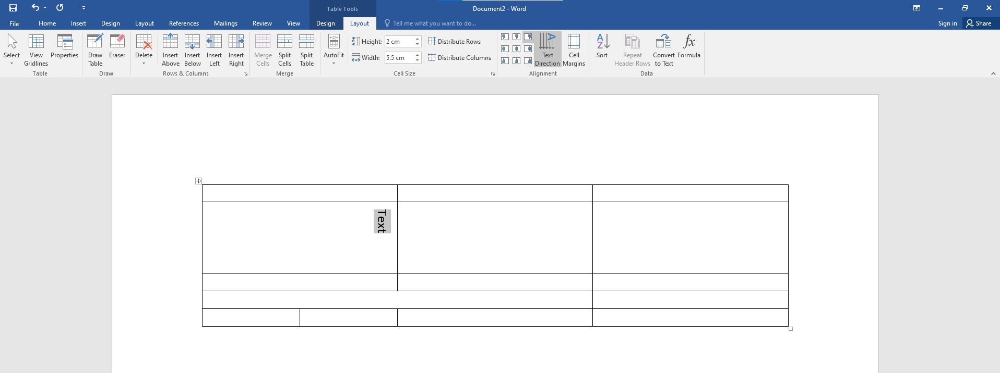 Table Tools
Document2 - Word
File Home Insert Design Layout References Mailings Review View Design Layout Tell me what you want to do... Sign in Share
Select
View Gridlines
Properties
Table
Draw Table
Eraser
Draw
Delete
Insert Above
Insert Below
Insert Left
Insert Right
Rows & Columns
Merge Cells
Split Cells
Split Table
Merge
AutoFit
Height: 2 cm
Width: 5.5 cm
Distribute Rows
Distribute Columns
Cell Size
Text Direction
Cell Margins
Alignment
A
Z
Sort
Repeat Header Rows
Convert to Text
fx
Formula
Data
Text